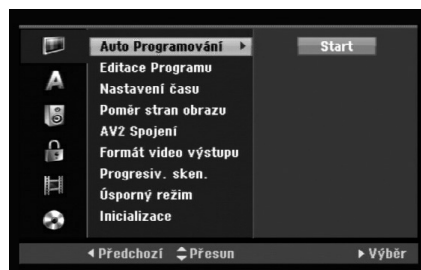 Auto Programování ▶ Start
Editace Programu
Nastavení času
Poměr stran obrazu
AV2 Spojení
Formát video výstupu
Progresiv. sken.
Úsporný režim
Inicializace
A
◀ Předchozí ⬍ Přesun ▶ Výběr